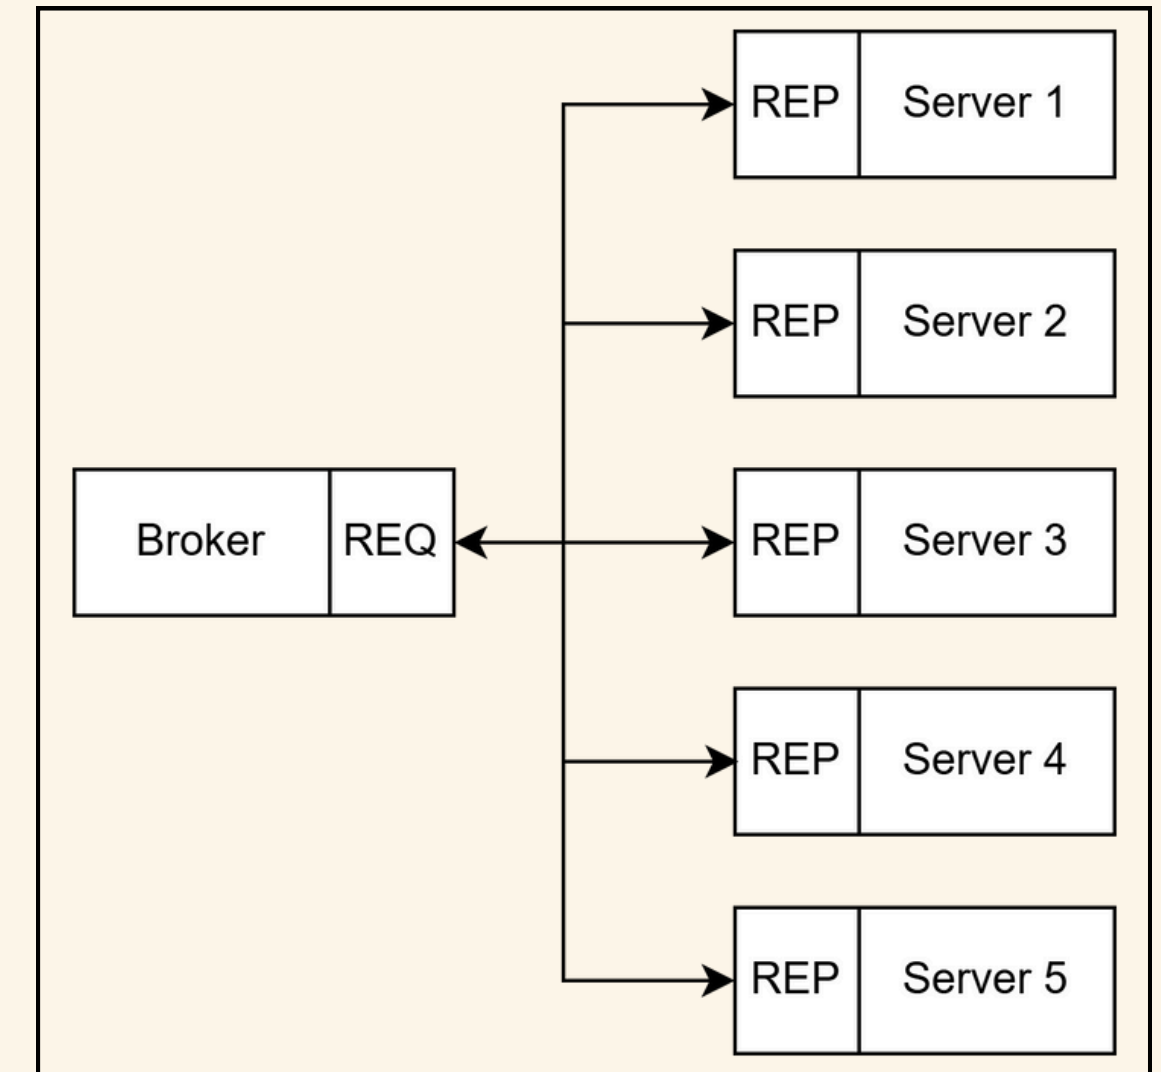 REP Server 1
REP Server 2
Broker REQ
REP Server 3
REP Server 4
REP Server 5